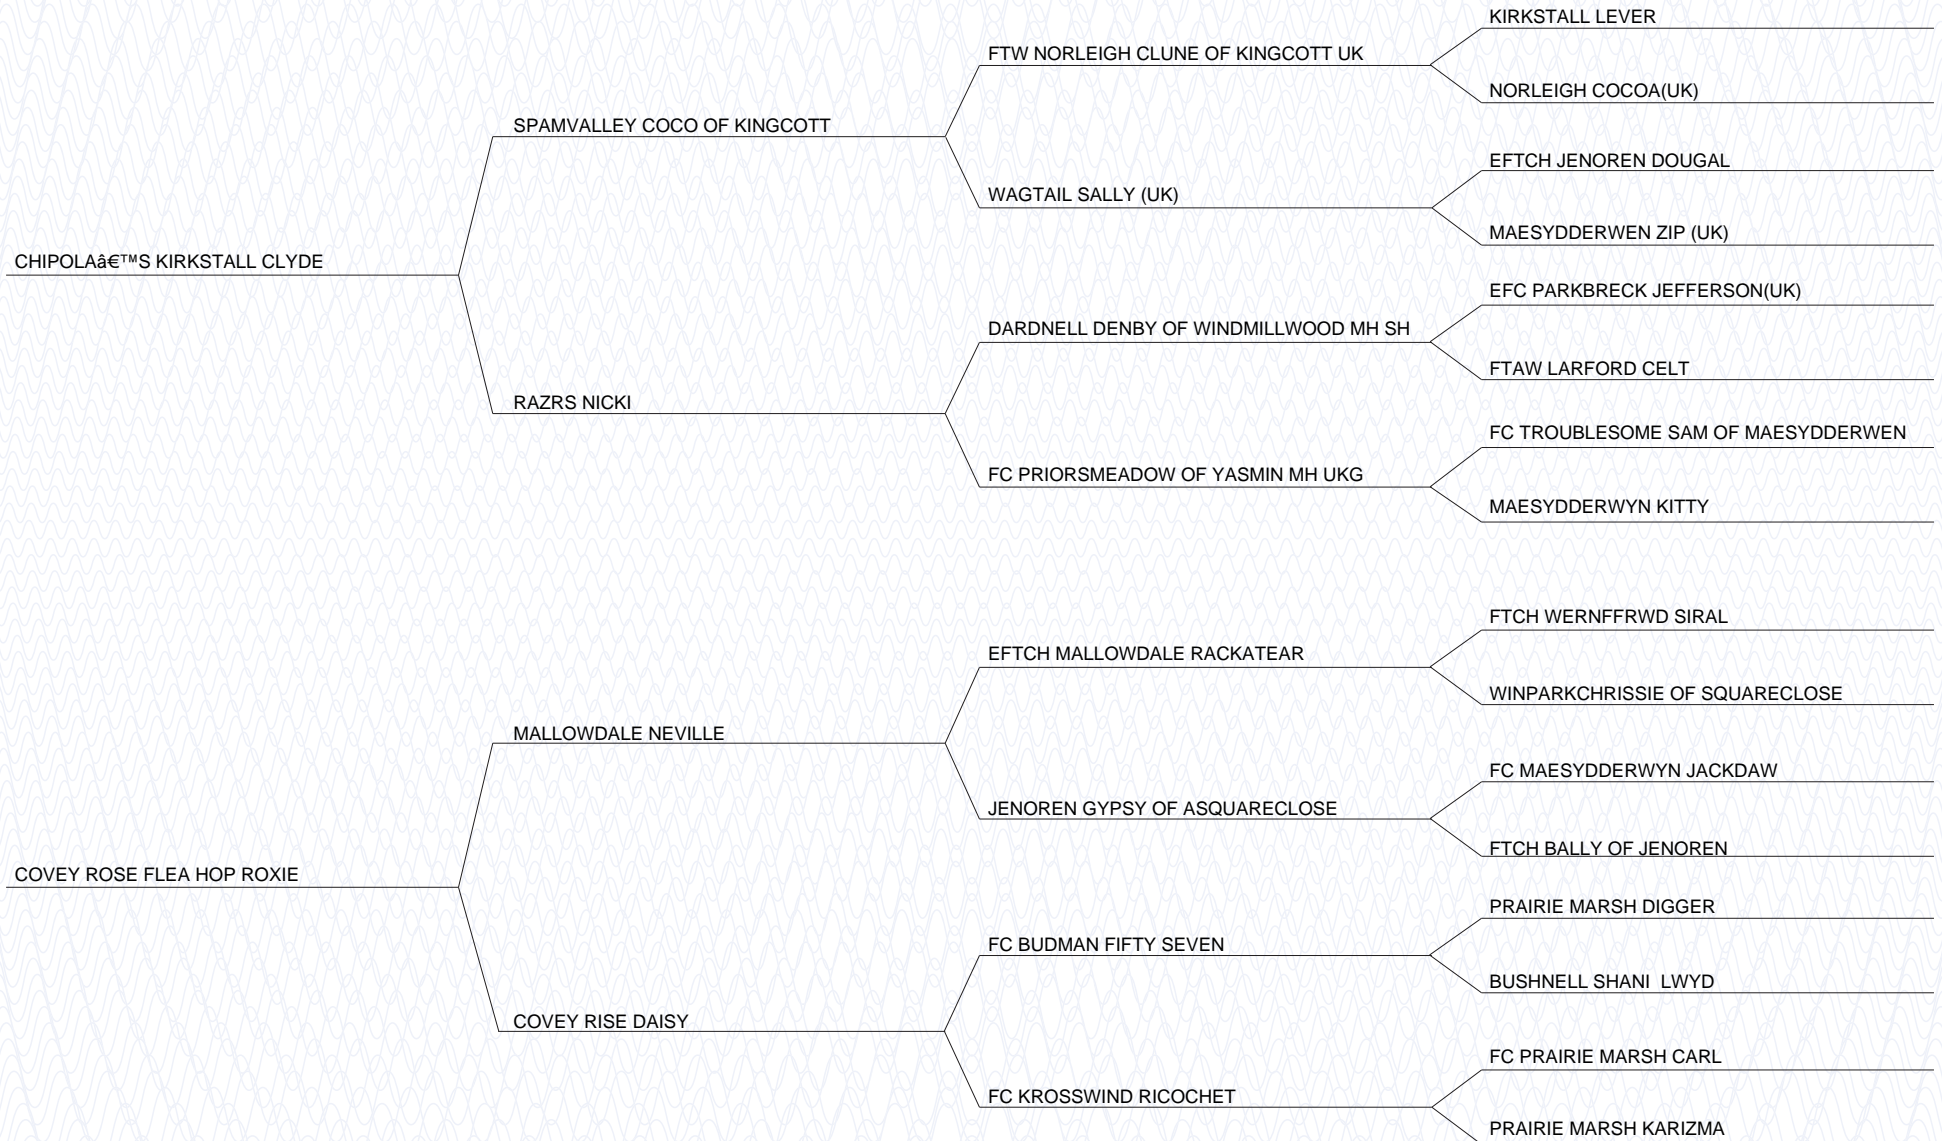 KIRKSTALL LEVER
FTW NORLEIGH CLUNE OF KINGCOTT UK
NORLEIGH COCOA(UK)
SPAMVALLEY COCO OF KINGCOTT
EFTCH JENOREN DOUGAL
WAGTAIL SALLY (UK)
MAESYDDERWEN ZIP (UK)
CHIPOLA’S KIRKSTALL CLYDE
EFC PARKBRECK JEFFERSON(UK)
DARDNELL DENBY OF WINDMILLWOOD MH SH
FTAW LARFORD CELT
RAZRS NICKI
FC TROUBLESOME SAM OF MAESYDDERWEN
FC PRIORSMEADOW OF YASMIN MH UKG
MAESYDDERWYN KITTY
FTCH WERNFFRWD SIRAL
EFTCH MALLOWDALE RACKATEAR
WINPARKCHRISSIE OF SQUARECLOSE
MALLOWDALE NEVILLE
FC MAESYDDERWYN JACKDAW
JENOREN GYPSY OF ASQUARECLOSE
FTCH BALLY OF JENOREN
COVEY ROSE FLEA HOP ROXIE
PRAIRIE MARSH DIGGER
FC BUDMAN FIFTY SEVEN
BUSHNELL SHANI  LWYD
COVEY RISE DAISY
FC PRAIRIE MARSH CARL
FC KROSSWIND RICOCHET
PRAIRIE MARSH KARIZMA